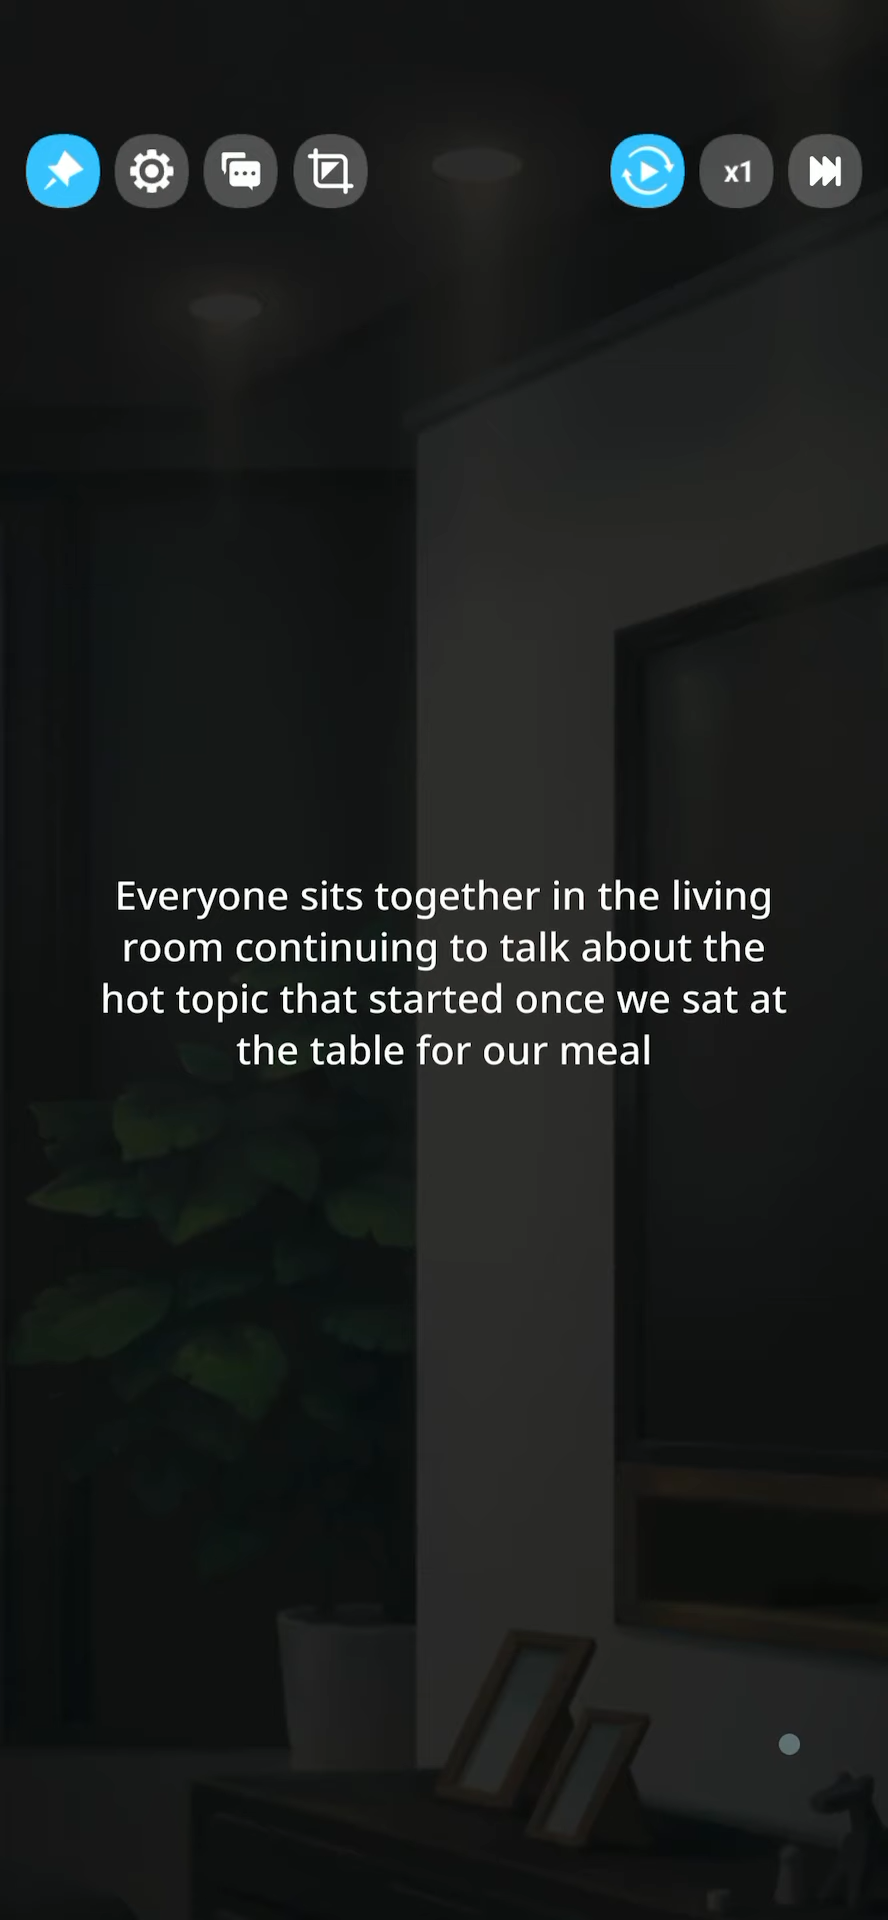 x1
Everyone sits together in the living
room continuing to talk about the
hot topic that started once we sat at
the table for our meal